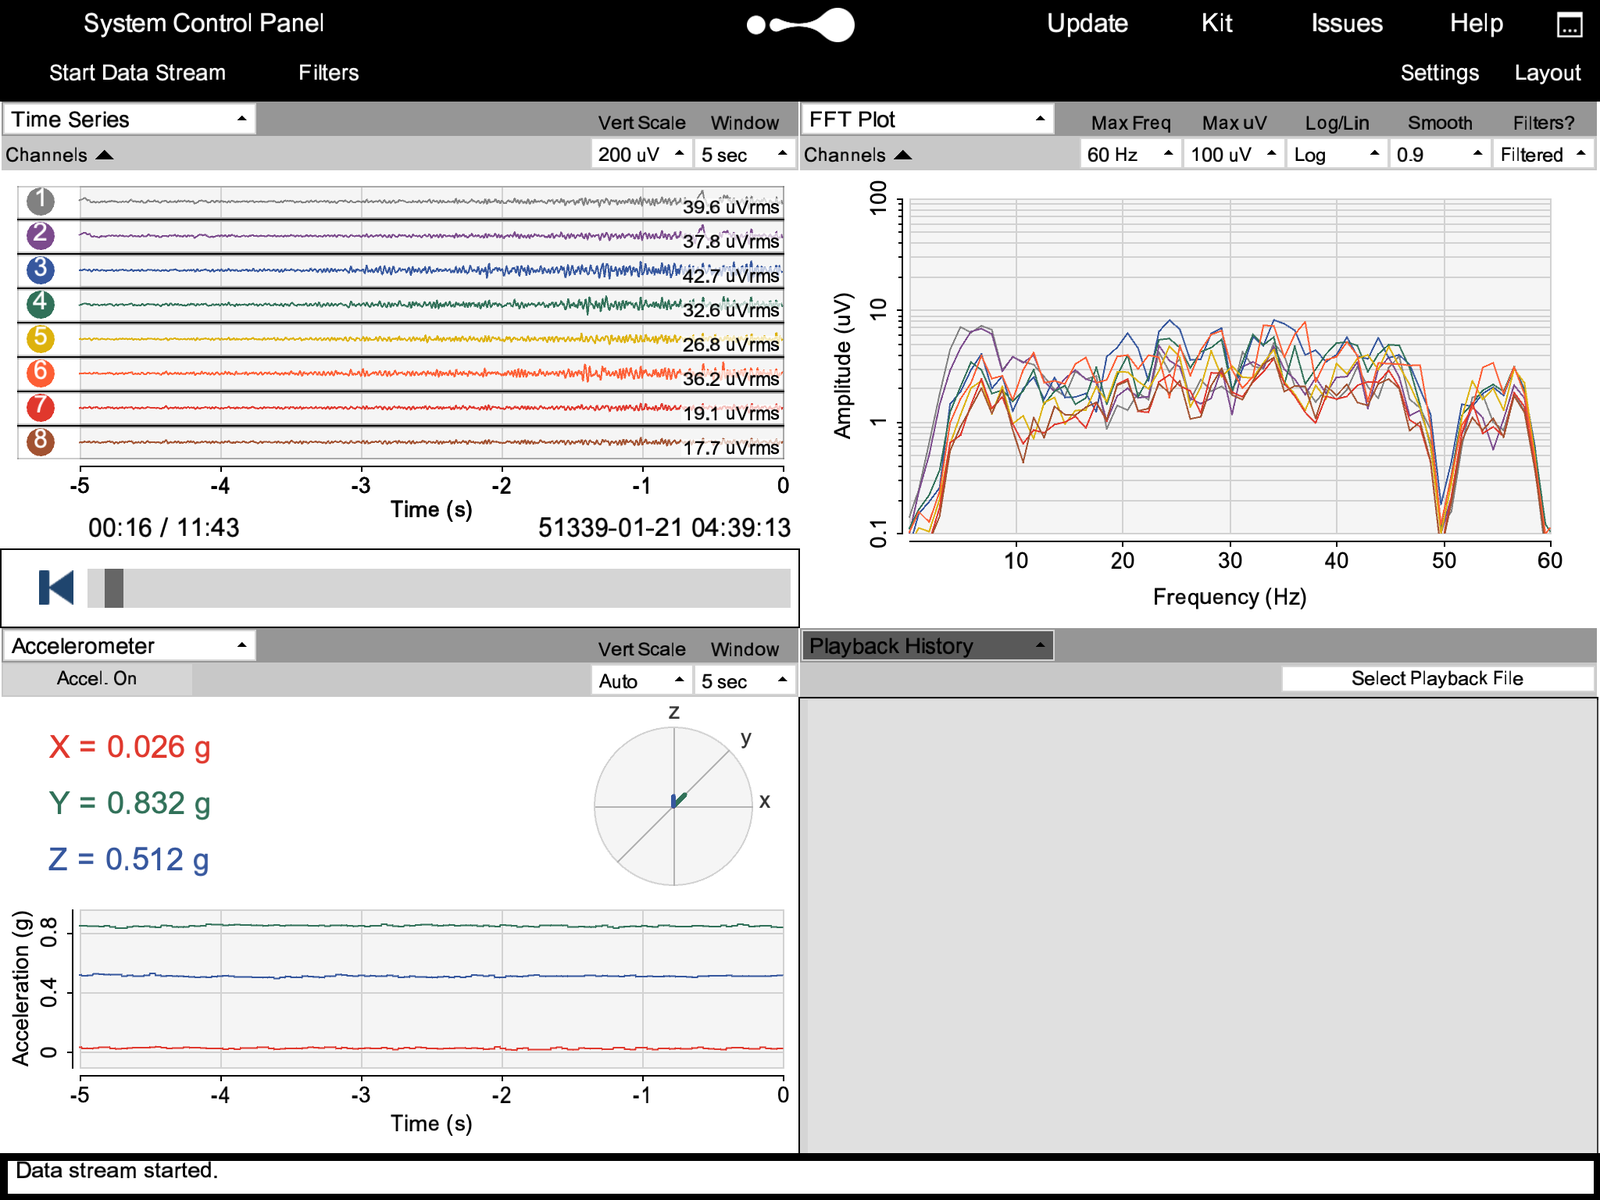 System Control Panel
Update Kit Issues Help
Start Data Stream Filters
Settings Layout
Time Series
Vert Scale Window
Channels
200 uV 5 sec
1
39.6 uVrms
2
37.8 uVrms
3
42.7 uVrms
4
32.6 uVrms
5
26.8 uVrms
6
36.2 uVrms
7
19.1 uVrms
8
17.7 uVrms
-5 -4 -3 -2 -1 0
Time (s)
00:16 / 11:43
51339-01-21 04:39:13
FFT Plot
Max Freq Max uV Log/Lin Smooth Filters?
Channels
60 Hz 100 uV Log 0.9 Filtered
Amplitude (uV)
100
10
1
0.1
10 20 30 40 50 60
Frequency (Hz)
Accelerometer
Vert Scale Window
Accel. On
Auto 5 sec
X = 0.026 g
Y = 0.832 g
Z = 0.512 g
z
y
x
Acceleration (g)
0.8
0.4
0
-5 -4 -3 -2 -1 0
Time (s)
Playback History
Select Playback File
Data stream started.